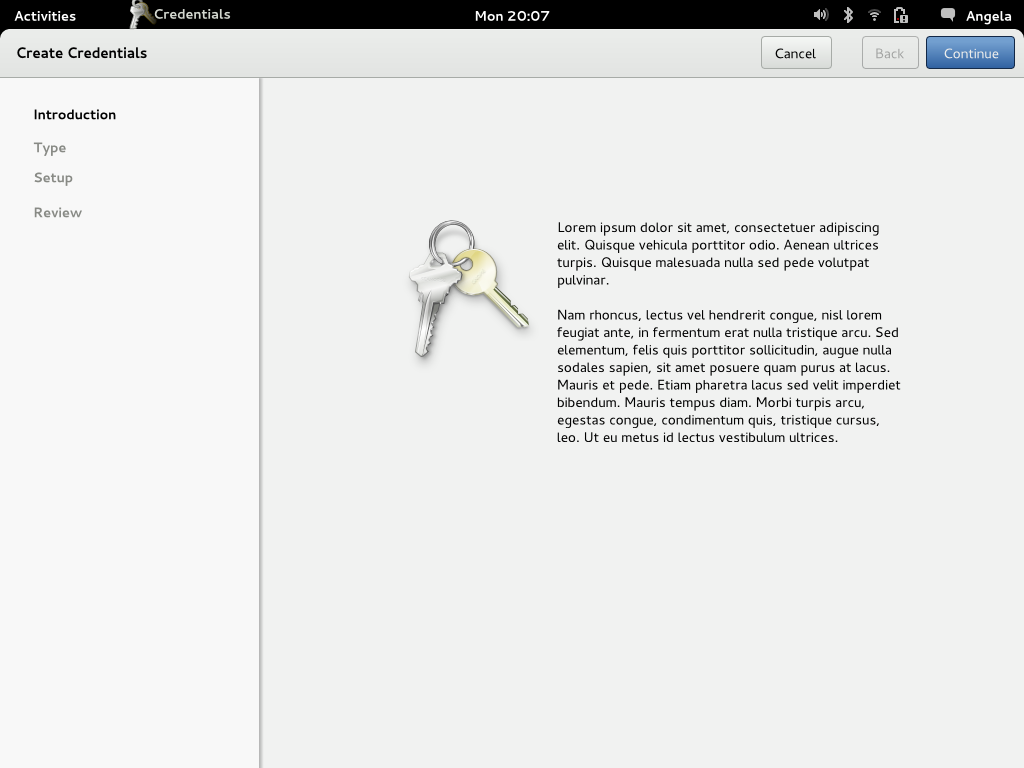 Activities
Credentials
Mon 20:07
Angela
Create Credentials
Cancel
Back
Continue
Introduction
Type
Setup
Review
Lorem ipsum dolor sit amet, consectetuer adipiscing
elit. Quisque vehicula porttitor odio. Aenean ultrices
turpis. Quisque malesuada nulla sed pede volutpat
pulvinar.
Nam rhoncus, lectus vel hendrerit congue, nisl lorem
feugiat ante, in fermentum erat nulla tristique arcu. Sed
elementum, felis quis porttitor sollicitudin, augue nulla
sodales sapien, sit amet posuere quam purus at lacus.
Mauris et pede. Etiam pharetra lacus sed velit imperdiet
bibendum. Mauris tempus diam. Morbi turpis arcu,
egestas congue, condimentum quis, tristique cursus,
leo. Ut eu metus id lectus vestibulum ultrices.